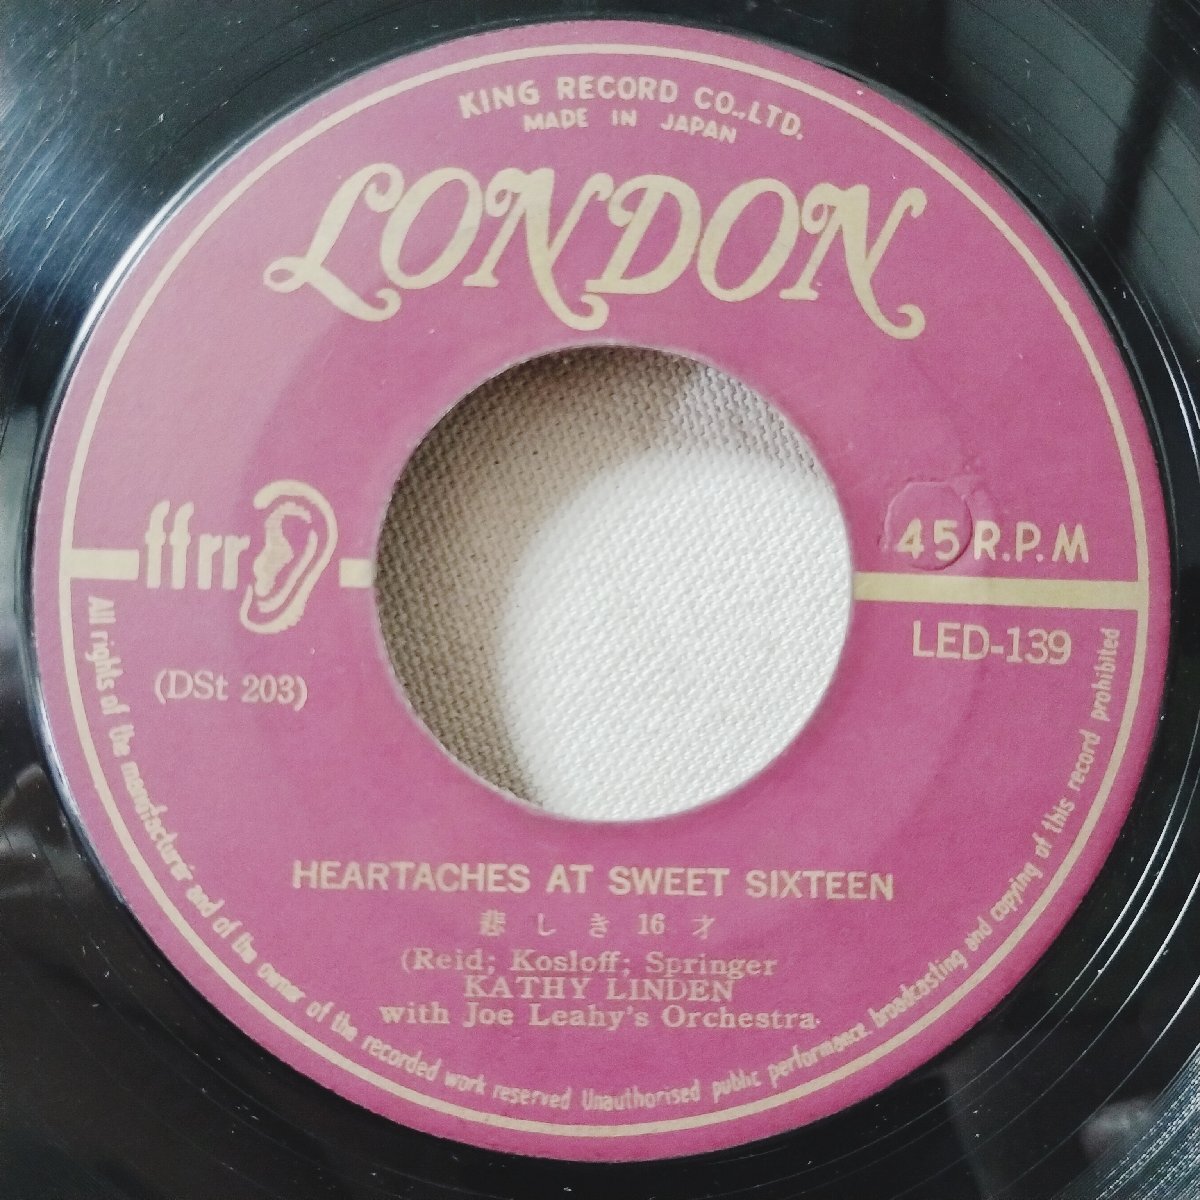 KING RECORD CO.,LTD.
MADE IN JAPAN
LONDON
ffrr
45 R.P.M
LED-139
(DSt 203)
HEARTACHES AT SWEET SIXTEEN
悲しき16才
(Reid; Kosloff; Springer
KATHY LINDEN
with Joe Leahy's Orchestra
All rights of the manufacturer and of the owner of the recorded work reserved Unauthorised public performance, broadcasting and copying of this record prohibited